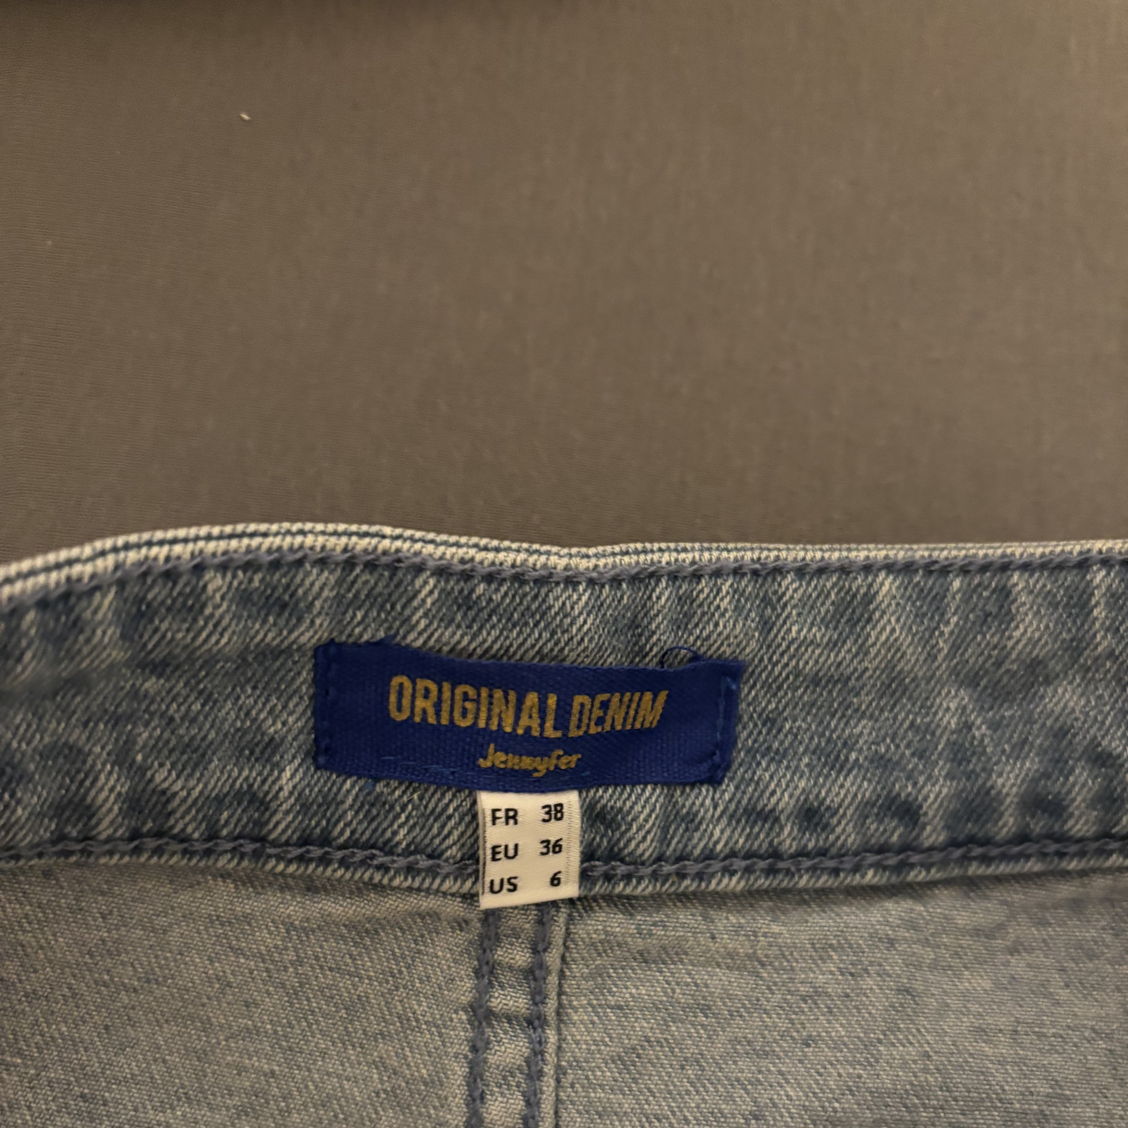 ORIGINAL DENIM
Jennyfer
FR 38
EU 36
US 6